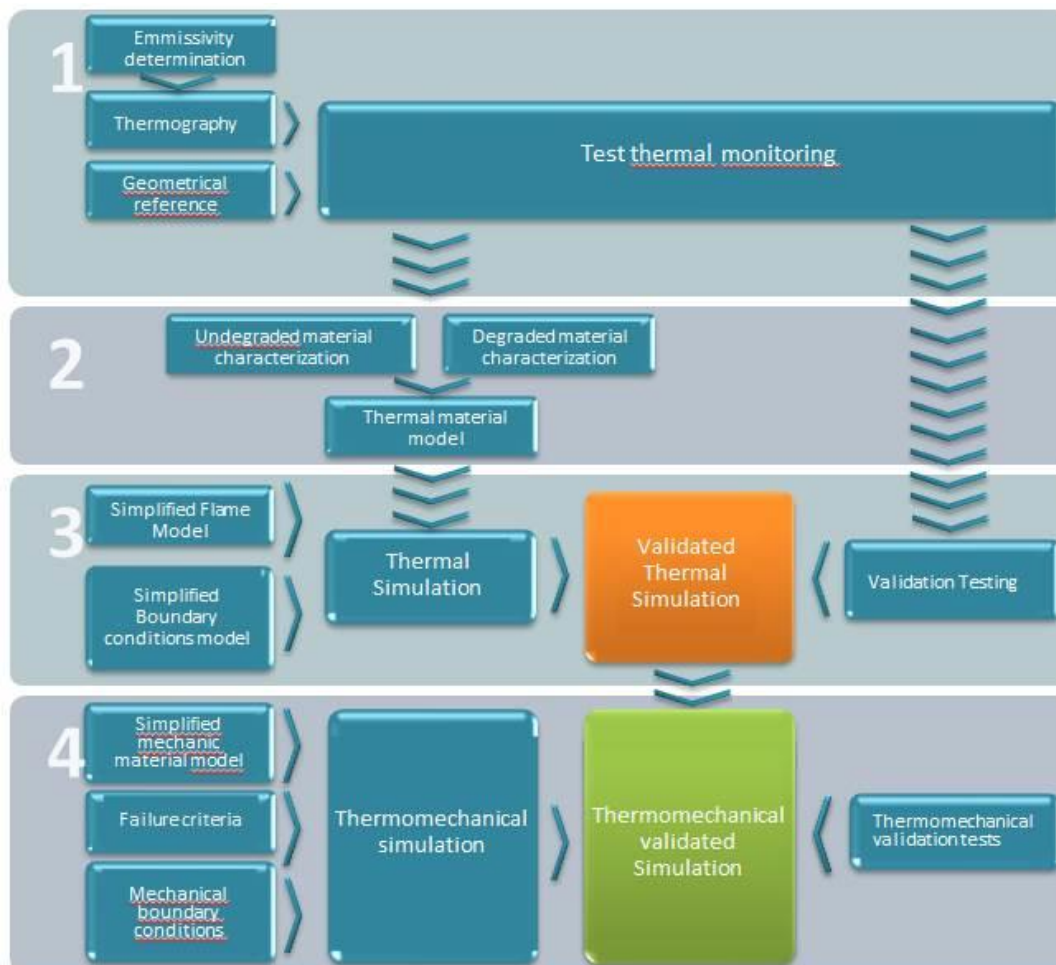 1
Emmissivity
determination
Thermography
Geometrical
reference
Test thermal monitoring
2
Undegraded material
characterization
Degraded material
characterization
Thermal material
model
3
Simplified Flame
Model
Simplified
Boundary
conditions model
Thermal
Simulation
Validated
Thermal
Simulation
Validation Testing
4
Simplified
mechanic
material model
Failure criteria
Mechanical
boundary
conditions
Thermomechanical
simulation
Thermomechanical
validated
Simulation
Thermomechanical
validation tests